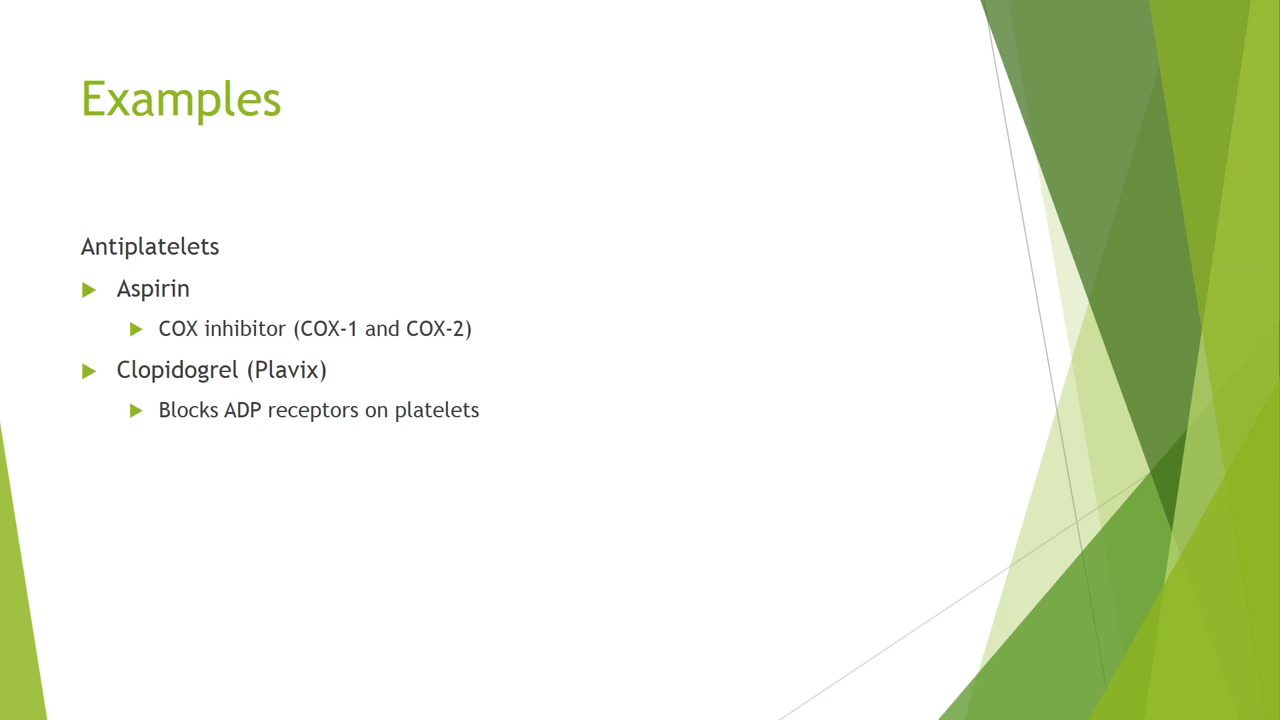 Examples
Antiplatelets
Aspirin
COX inhibitor (COX-1 and COX-2)
Clopidogrel (Plavix)
Blocks ADP receptors on platelets